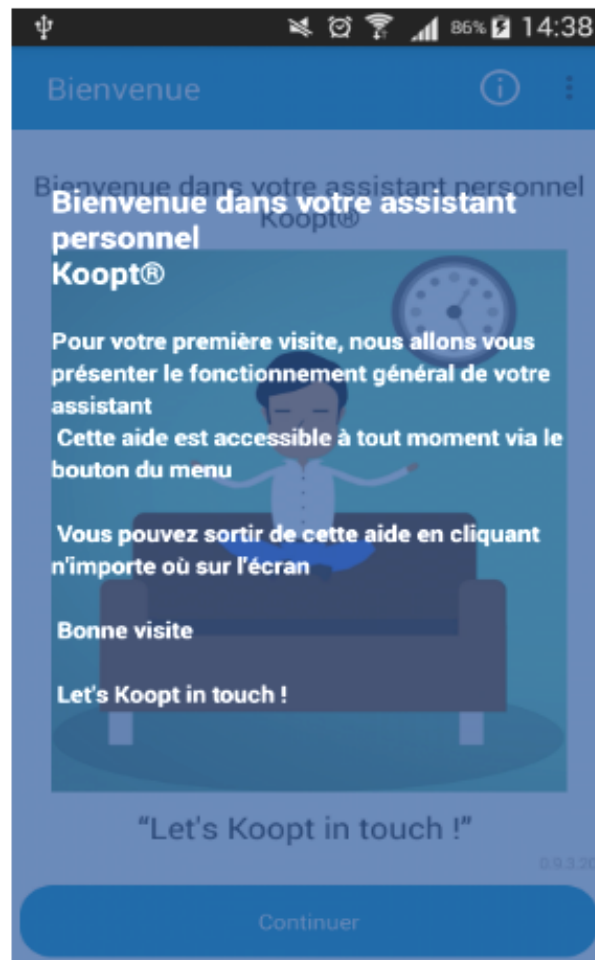 86% 14:38
Bienvenue
Bienvenue dans votre assistant personnel
Koopt®
Bienvenue dans votre assistant
personnel
Koopt®
Pour votre première visite, nous allons vous
présenter le fonctionnement général de votre
assistant
Cette aide est accessible à tout moment via le
bouton du menu
Vous pouvez sortir de cette aide en cliquant
n'importe où sur l'écran
Bonne visite
Let's Koopt in touch !
“Let's Koopt in touch !”
Continuer